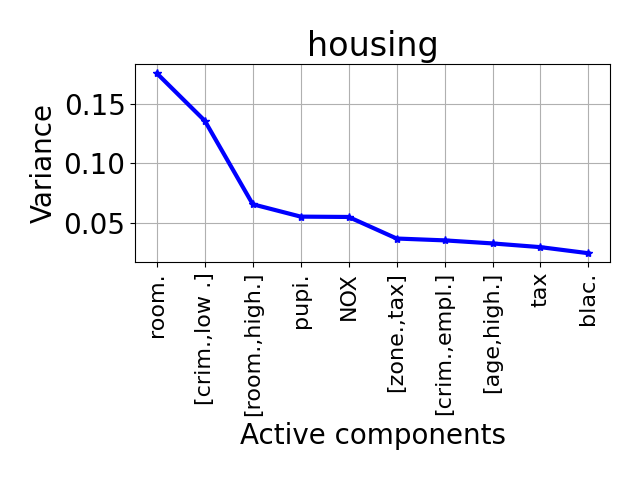 housing
Variance
0.15
0.10
0.05
room.
[crim.,low .]
[room.,high.]
pupi.
NOX
[zone.,tax]
[crim.,empl.]
[age,high.]
tax
blac.
Active components